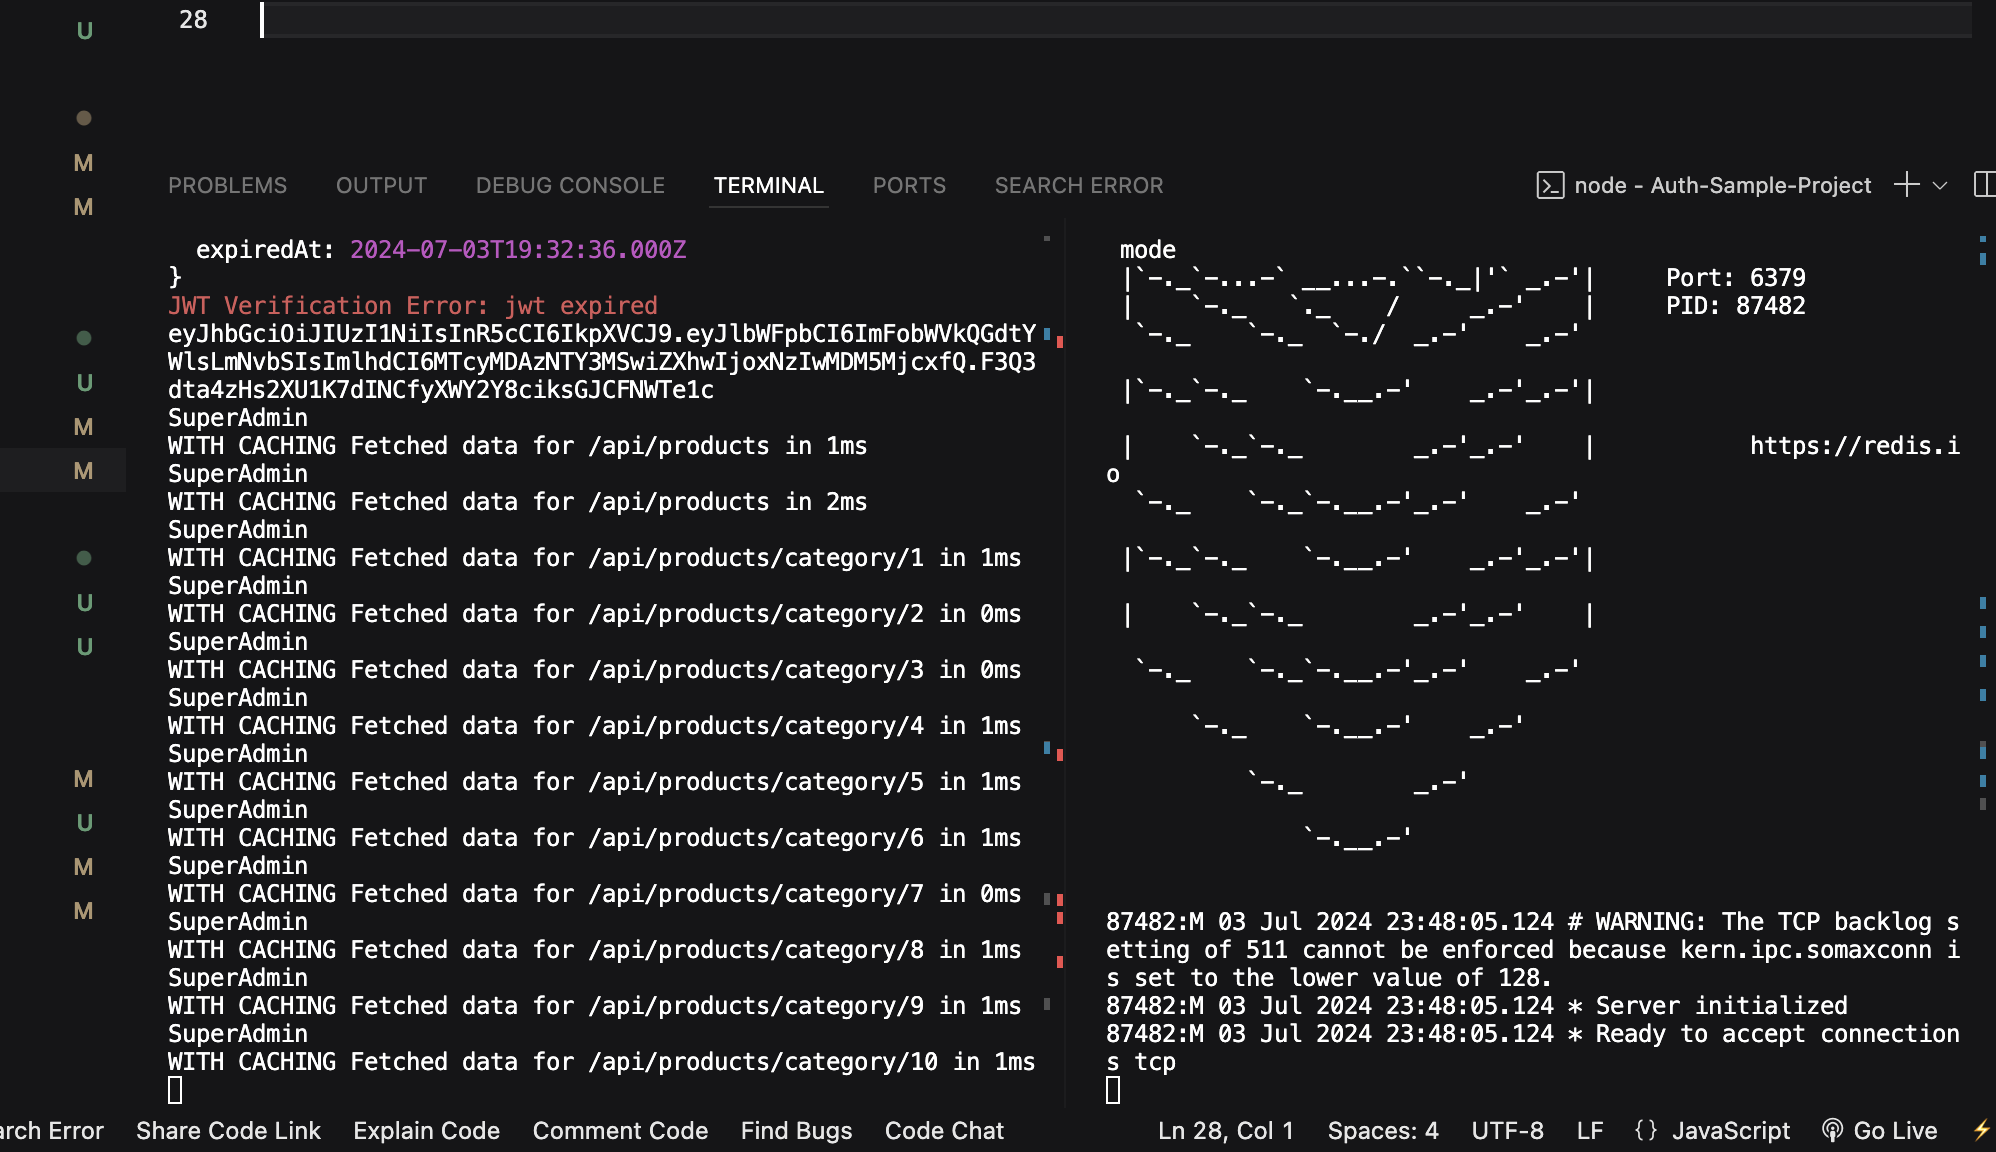 U
28
M
M
PROBLEMS OUTPUT DEBUG CONSOLE TERMINAL PORTS SEARCH ERROR node - Auth-Sample-Project
expiredAt: 2024-07-03T19:32:36.000Z
}
JWT Verification Error: jwt expired
eyJhbGciOiJIUzI1NiIsInR5cCI6IkpXVCJ9.eyJlbWFpbCI6ImFobWVkQGdtY
WlsLmNvbSIsImlhdCI6MTcyMDAzNTY3MSwiZXhwIjoxNzIwMDM5MjcxfQ.F3Q3
dta4zHs2XU1K7dINCfyXWY2Y8ciksGJCFNWTe1c
SuperAdmin
WITH CACHING Fetched data for /api/products in 1ms
SuperAdmin
WITH CACHING Fetched data for /api/products in 2ms
SuperAdmin
WITH CACHING Fetched data for /api/products/category/1 in 1ms
SuperAdmin
WITH CACHING Fetched data for /api/products/category/2 in 0ms
SuperAdmin
WITH CACHING Fetched data for /api/products/category/3 in 0ms
SuperAdmin
WITH CACHING Fetched data for /api/products/category/4 in 1ms
SuperAdmin
WITH CACHING Fetched data for /api/products/category/5 in 1ms
SuperAdmin
WITH CACHING Fetched data for /api/products/category/6 in 1ms
SuperAdmin
WITH CACHING Fetched data for /api/products/category/7 in 0ms
SuperAdmin
WITH CACHING Fetched data for /api/products/category/8 in 1ms
SuperAdmin
WITH CACHING Fetched data for /api/products/category/9 in 1ms
SuperAdmin
WITH CACHING Fetched data for /api/products/category/10 in 1ms
mode
Port: 6379
PID: 87482
https://redis.i
o
87482:M 03 Jul 2024 23:48:05.124 # WARNING: The TCP backlog s
etting of 511 cannot be enforced because kern.ipc.somaxconn i
s set to the lower value of 128.
87482:M 03 Jul 2024 23:48:05.124 * Server initialized
87482:M 03 Jul 2024 23:48:05.124 * Ready to accept connection
s tcp
U
M
M
U
U
M
U
M
M
arch Error Share Code Link Explain Code Comment Code Find Bugs Code Chat Ln 28, Col 1 Spaces: 4 UTF-8 LF {} JavaScript Go Live